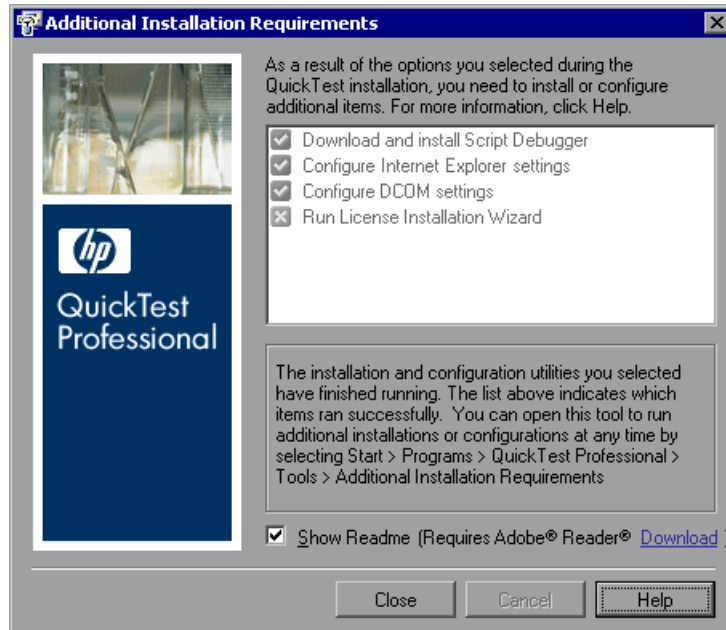 Additional Installation Requirements
As a result of the options you selected during the
QuickTest installation, you need to install or configure
additional items. For more information, click Help.
Download and install Script Debugger
Configure Internet Explorer settings
Configure DCOM settings
Run License Installation Wizard
hp
QuickTest
Professional
The installation and configuration utilities you selected
have finished running. The list above indicates which
items ran successfully. You can open this tool to run
additional installations or configurations at any time by
selecting Start > Programs > QuickTest Professional >
Tools > Additional Installation Requirements
Show Readme (Requires Adobe® Reader® Download
Close Cancel Help